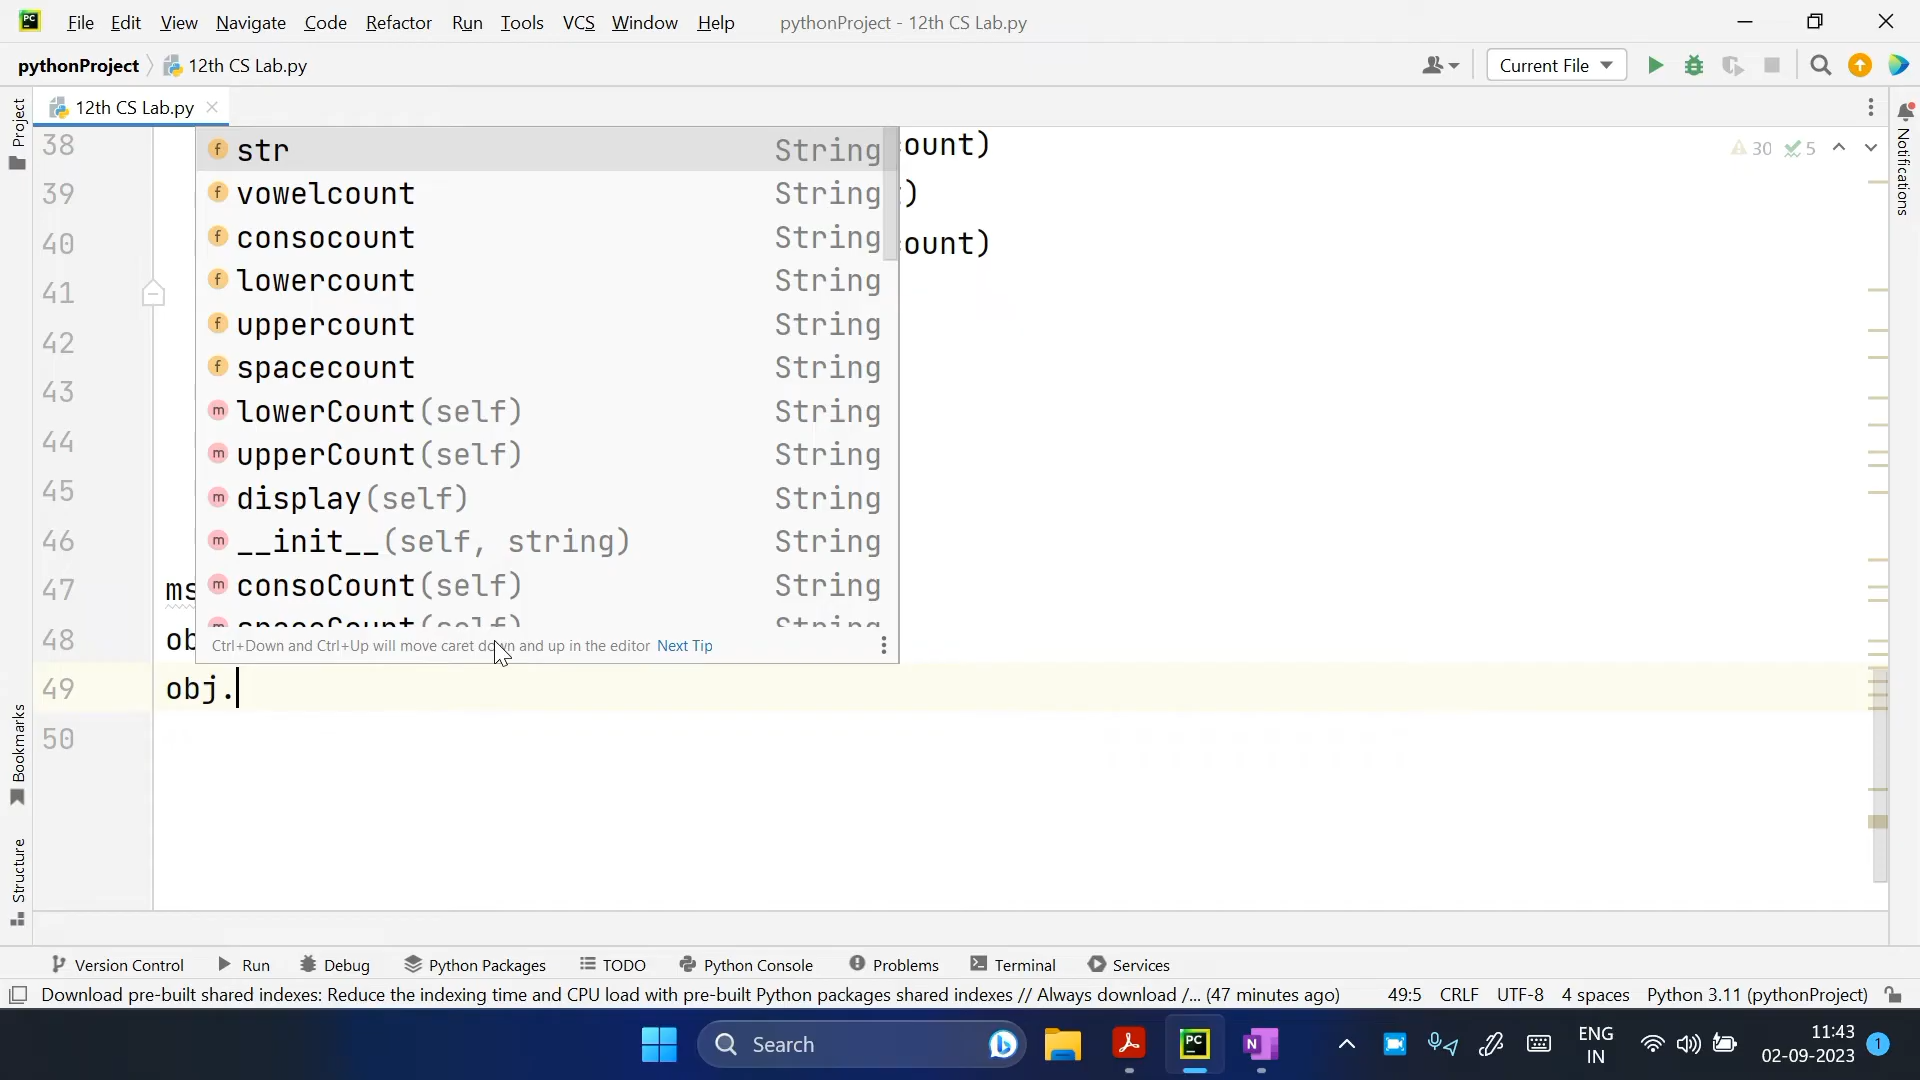 File Edit View Navigate Code Refactor Run Tools VCS Window Help pythonProject - 12th CS Lab.py
pythonProject 12th CS Lab.py Current File
12th CS Lab.py
Project
Notifications
Bookmarks
Structure
30 5
38 ount)
39 )
40 ount)
41
42
43
44
45
46
47 ms
48 ob
49 obj.
50
str String
vowelcount String
consocount String
lowercount String
uppercount String
spacecount String
lowerCount(self) String
upperCount(self) String
display(self) String
__init__(self, string) String
consoCount(self) String
spaceCount(self) String
Ctrl+Down and Ctrl+Up will move caret down and up in the editor Next Tip
Version Control Run Debug Python Packages TODO Python Console Problems Terminal Services
Download pre-built shared indexes: Reduce the indexing time and CPU load with pre-built Python packages shared indexes // Always download /... (47 minutes ago) 49:5 CRLF UTF-8 4 spaces Python 3.11 (pythonProject)
Search
ENG
IN
11:43
02-09-2023
1